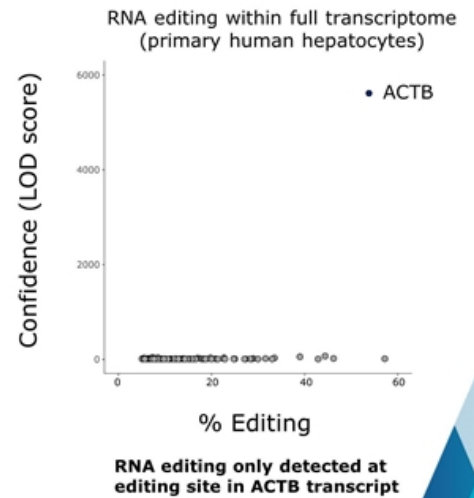 RNA editing within full transcriptome
(primary human hepatocytes)
Confidence (LOD score)
6000
ACTB
4000
2000
0
0 20 40 60
% Editing
RNA editing only detected at
editing site in ACTB transcript